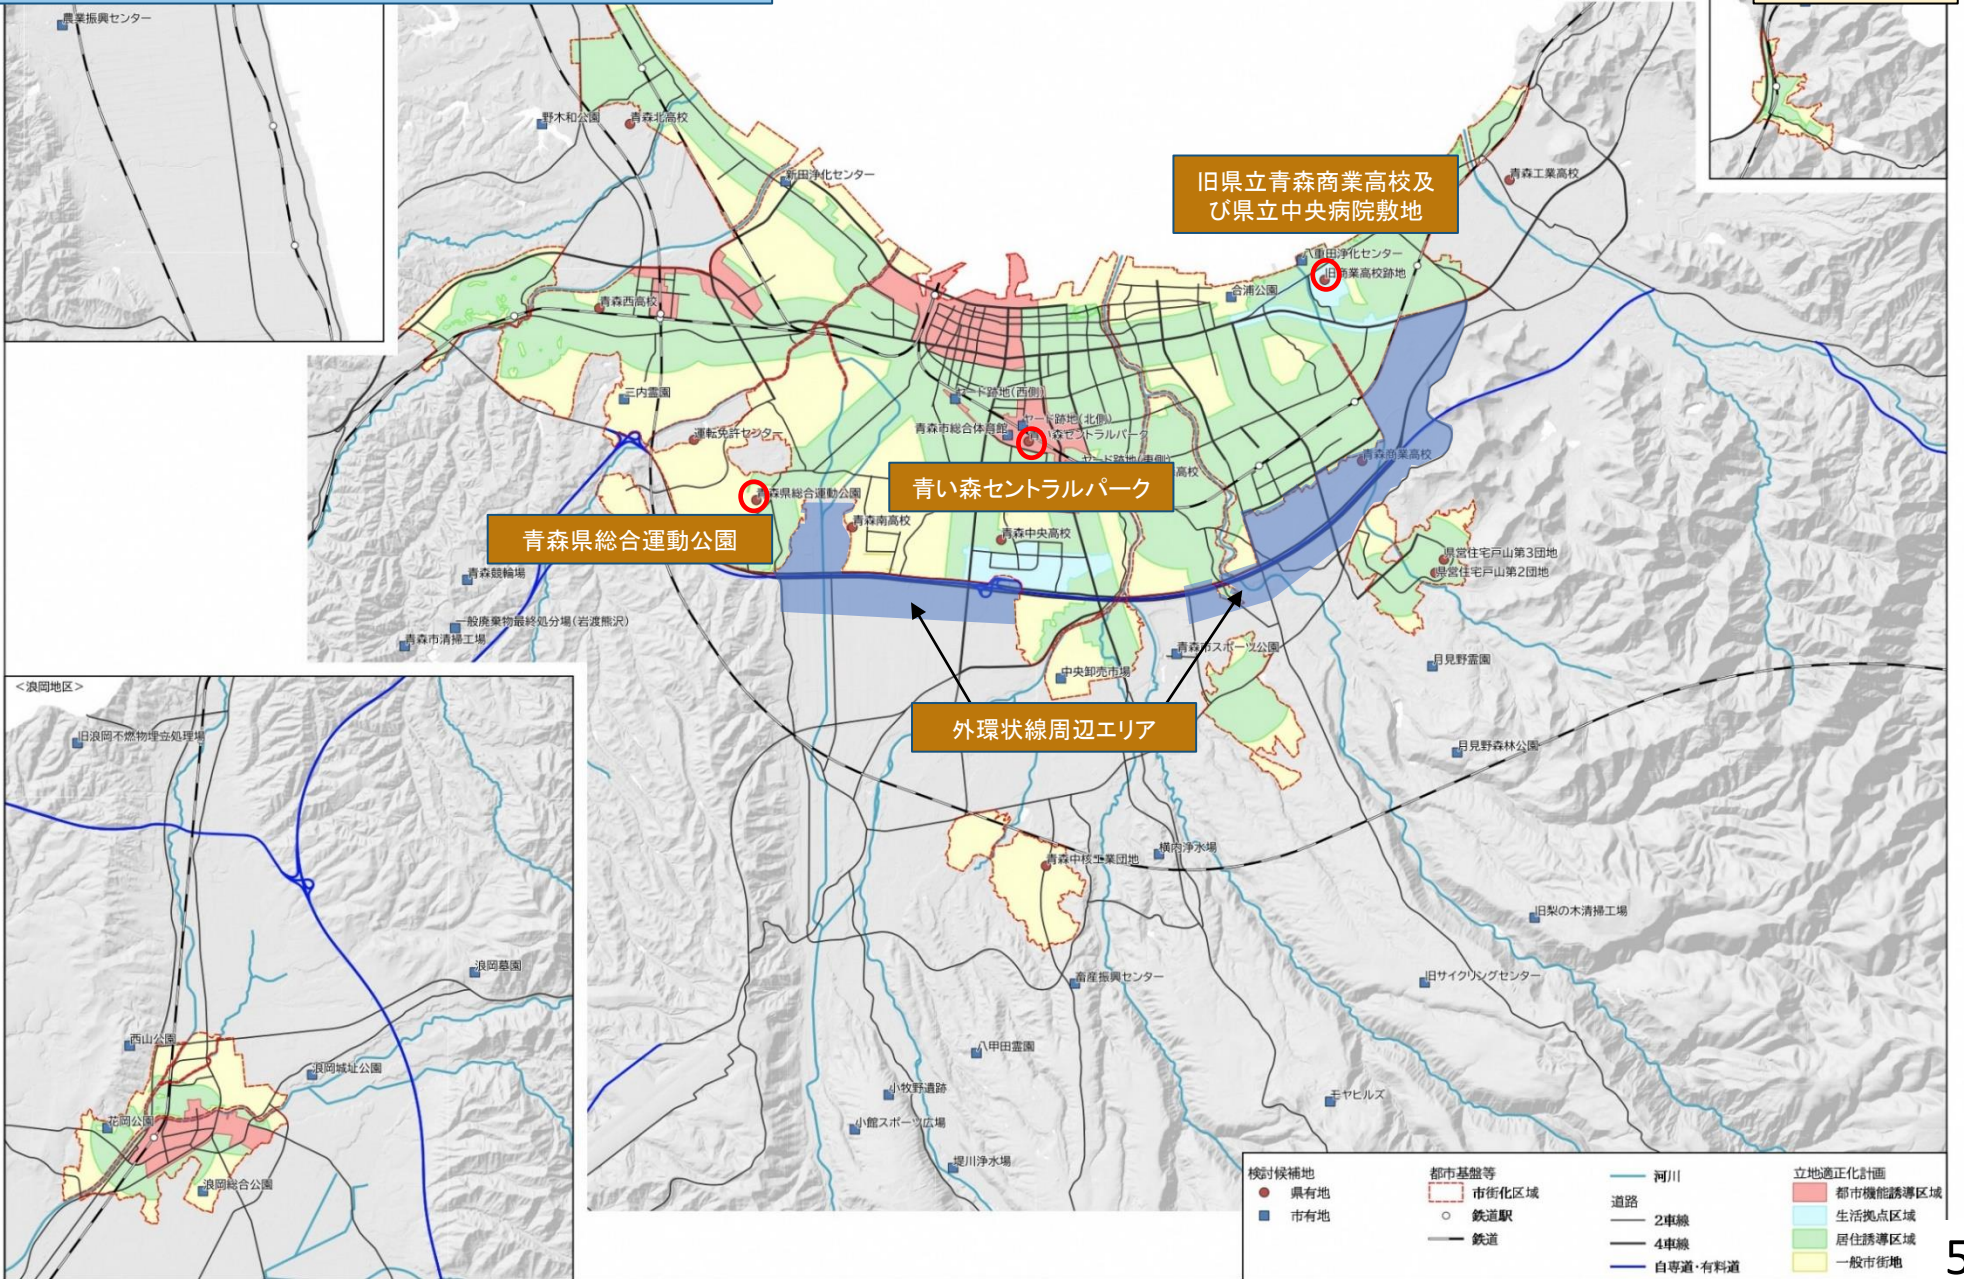 農業振興センター
野木和公園
青森北高校
新田浄化センター
旧県立青森商業高校及
び県立中央病院敷地
青森工業高校
八重田浄化センター
旧商業高校跡地
合浦公園
青森西高校
三内霊園
ヤード跡地(西側)
ヤード跡地(北側)
青森市総合体育館
青い森セントラルパーク
ヤード跡地(東側)
高校
運転免許センター
青森商業高校
青い森セントラルパーク
青森県総合運動公園
青森南高校
青森県総合運動公園
青森中央高校
県営住宅戸山第3団地
県営住宅戸山第2団地
青森競輪場
一般廃棄物最終処分場(岩渡熊沢)
青森市清掃工場
青森市スポーツ公園
中央卸売市場
月見野霊園
外環状線周辺エリア
月見野森林公園
<浪岡地区>
旧浪岡不燃物埋立処理場
青森中核工業団地
横内浄水場
旧梨の木清掃工場
浪岡墓園
畜産振興センター
旧サイクリングセンター
西山公園
浪岡城址公園
八甲田霊園
小牧野遺跡
モヤヒルズ
花岡公園
小館スポーツ広場
堤川浄水場
浪岡総合公園
検討候補地
県有地
市有地
都市基盤等
市街化区域
鉄道駅
鉄道
河川
道路
2車線
4車線
自専道・有料道
立地適正化計画
都市機能誘導区域
生活拠点区域
居住誘導区域
一般市街地
5